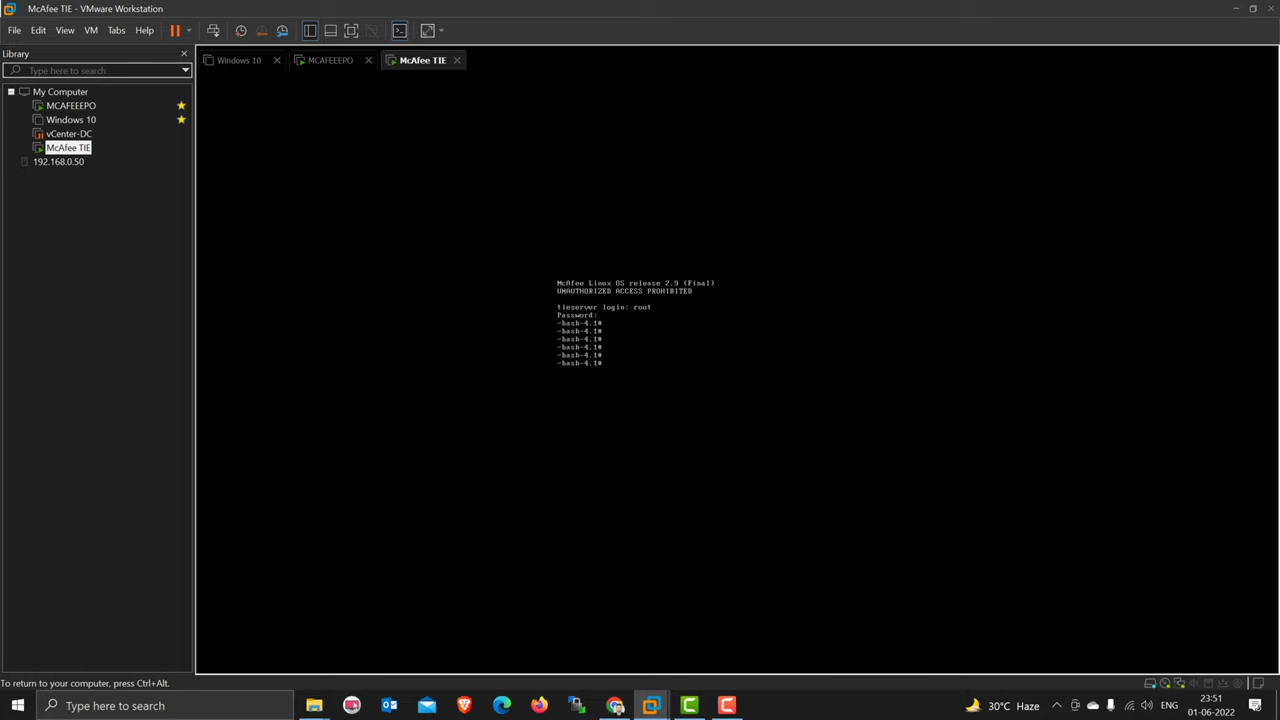 McAfee TIE - VMware Workstation
File Edit View VM Tabs Help
Library
Type here to search
My Computer
MCAFEEEPO
Windows 10
vCenter-DC
McAfee TIE
192.168.0.50
Windows 10 MCAFEEEPO McAfee TIE
McAfee Linux OS release 2.9 (Final)
UNAUTHORIZED ACCESS PROHIBITED
tieserver login: root
Password:
-bash-4.1#
-bash-4.1#
-bash-4.1#
-bash-4.1#
-bash-4.1#
-bash-4.1#
To return to your computer, press Ctrl+Alt.
Type here to search
30°C Haze
ENG
23:51
01-06-2022